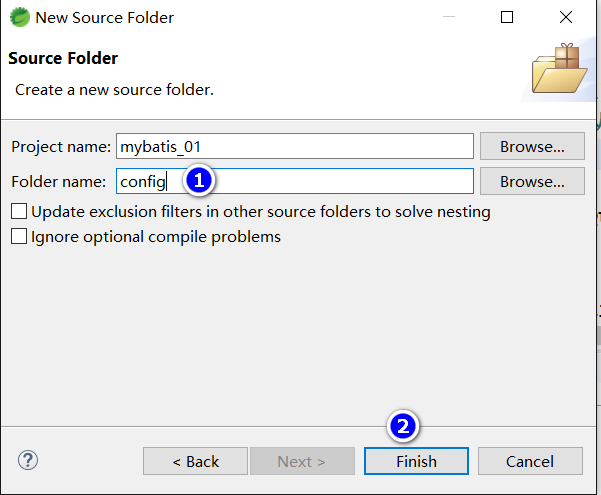 New Source Folder
Source Folder
Create a new source folder.
Project name: mybatis_01 Browse...
Folder name: config 1 Browse...
Update exclusion filters in other source folders to solve nesting
Ignore optional compile problems
2
? < Back Next > Finish Cancel